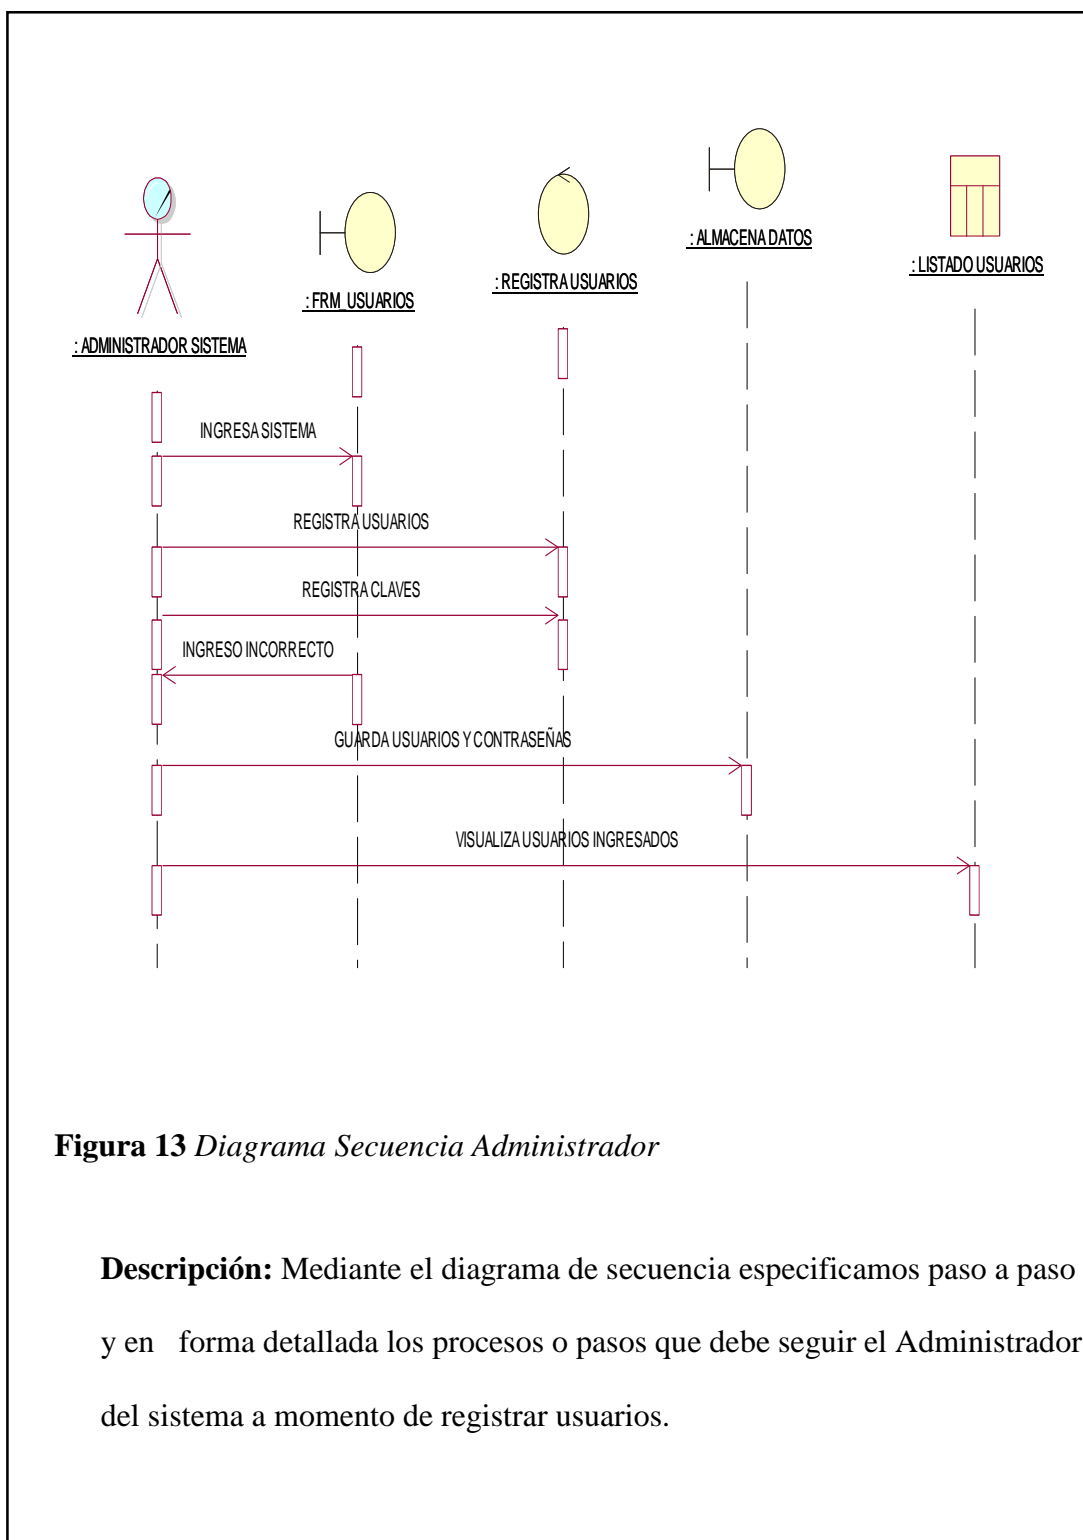 : ALMACENA DATOS
: LISTADO USUARIOS
: REGISTRA USUARIOS
: FRM_USUARIOS
: ADMINISTRADOR SISTEMA
INGRESA SISTEMA
REGISTRA USUARIOS
REGISTRA CLAVES
INGRESO INCORRECTO
GUARDA USUARIOS Y CONTRASEÑAS
VISUALIZA USUARIOS INGRESADOS
Figura 13 Diagrama Secuencia Administrador
Descripción: Mediante el diagrama de secuencia especificamos paso a paso
y en forma detallada los procesos o pasos que debe seguir el Administrador
del sistema a momento de registrar usuarios.